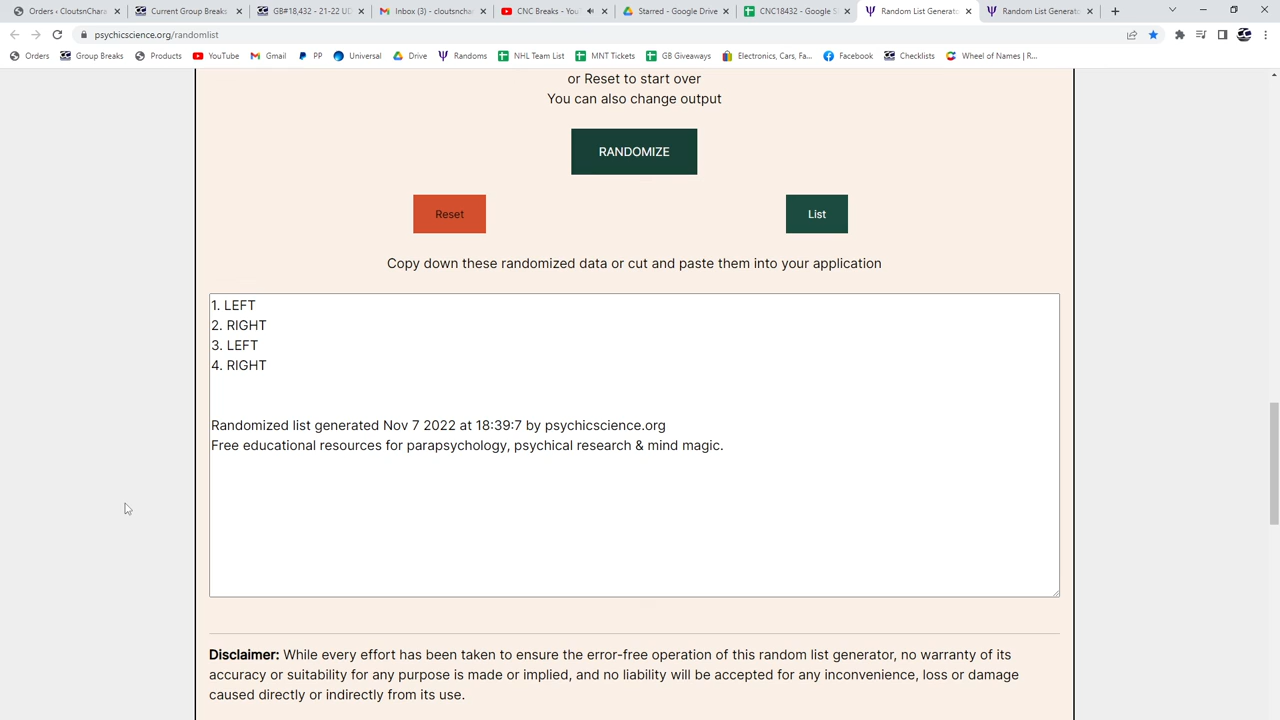 Orders ‹ CloutsnChara
Current Group Breaks
GB#18,432 - 21-22 UD
Inbox (3) - cloutsnchar
CNC Breaks - You
Starred - Google Drive
CNC18432 - Google S
Random List Generato
Random List Generato
psychicscience.org/randomlist
Orders
Group Breaks
Products
YouTube
Gmail
PP
Universal
Drive
Randoms
NHL Team List
MNT Tickets
GB Giveaways
Electronics, Cars, Fa...
Facebook
Checklists
Wheel of Names | R...
or Reset to start over
You can also change output
RANDOMIZE
Reset
List
Copy down these randomized data or cut and paste them into your application
1. LEFT
2. RIGHT
3. LEFT
4. RIGHT
Randomized list generated Nov 7 2022 at 18:39:7 by psychicscience.org
Free educational resources for parapsychology, psychical research & mind magic.
Disclaimer: While every effort has been taken to ensure the error-free operation of this random list generator, no warranty of its
accuracy or suitability for any purpose is made or implied, and no liability will be accepted for any inconvenience, loss or damage
caused directly or indirectly from its use.